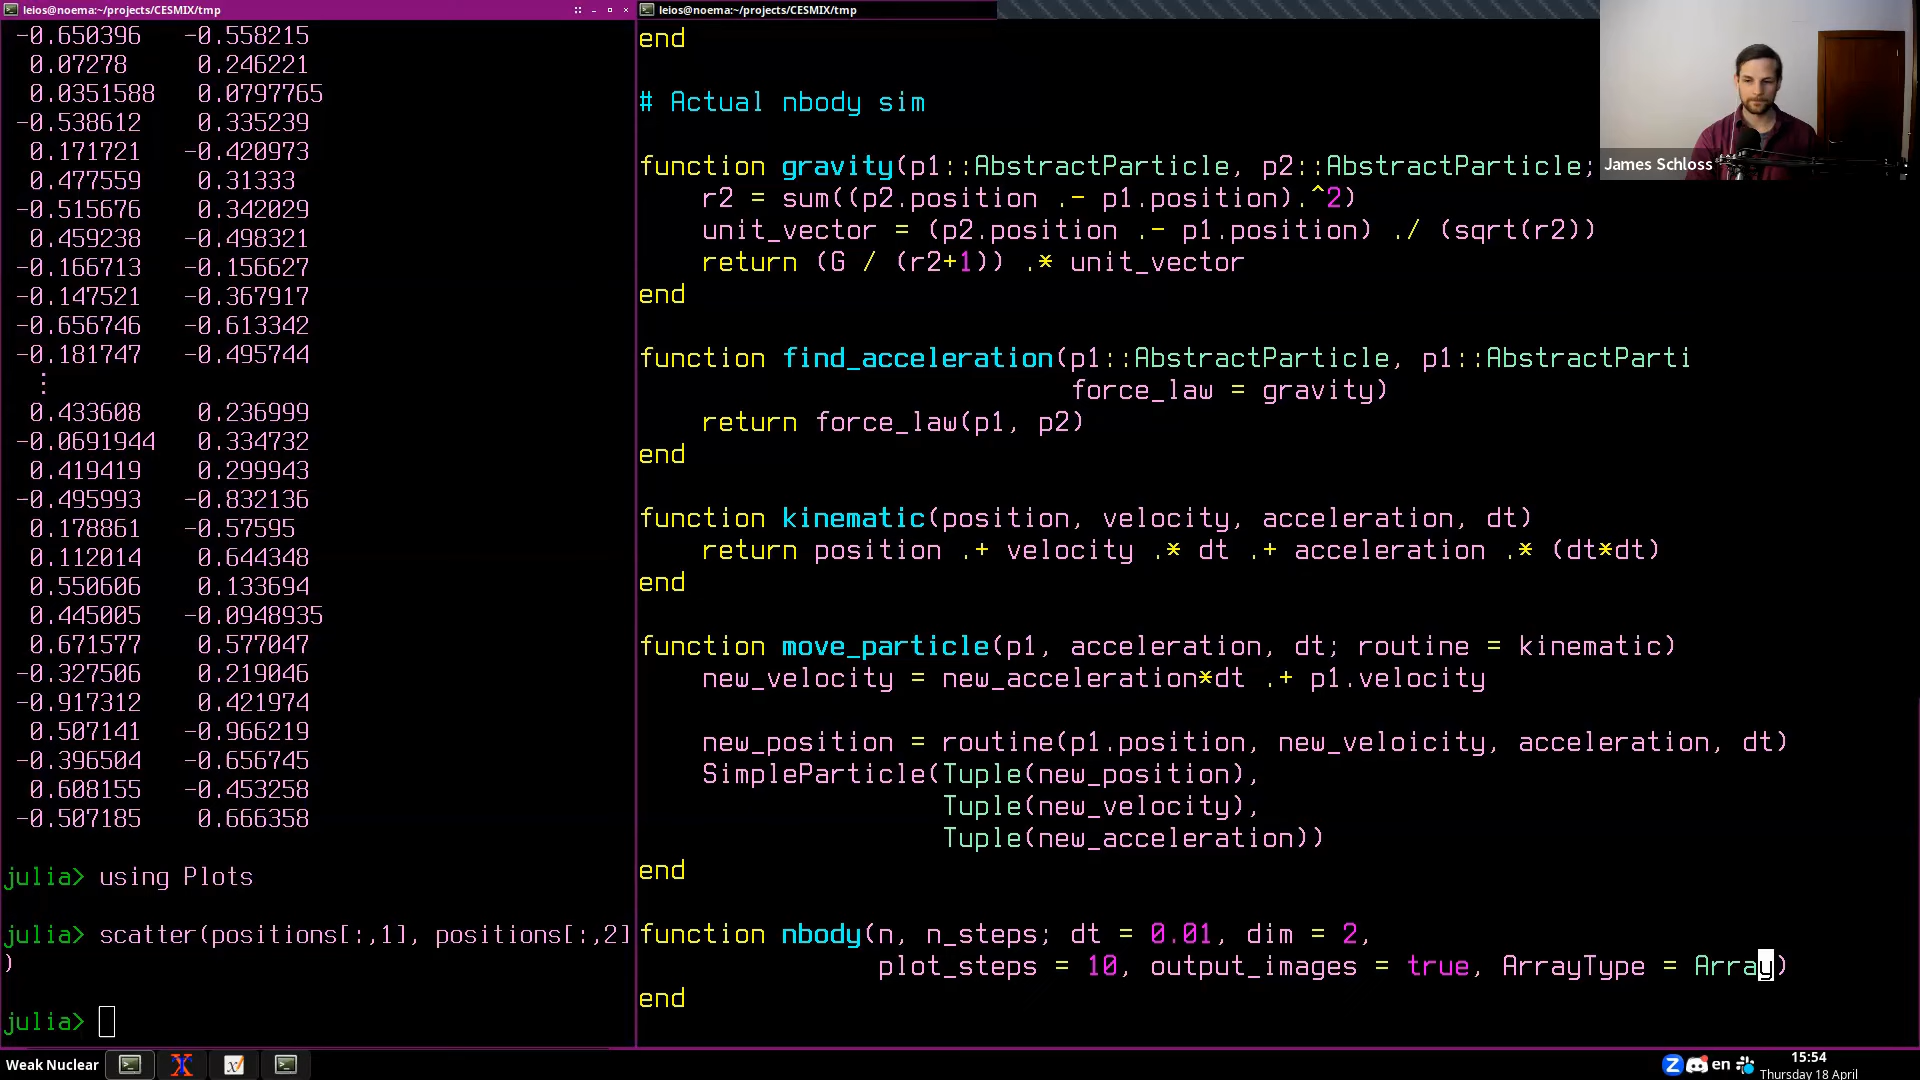 leios@noema:~/projects/CESMIX/tmp
-0.650396 -0.558215
0.07278 0.246221
0.0351588 0.0797765
-0.538612 0.335239
0.171721 -0.420973
0.477559 0.31333
-0.515676 0.342029
0.459238 -0.498321
-0.166713 -0.156627
-0.147521 -0.367917
-0.656746 -0.613342
-0.181747 -0.495744
⋮
0.433608 0.236999
-0.0691944 0.334732
0.419419 0.299943
-0.495993 -0.832136
0.178861 -0.57595
0.112014 0.644348
0.550606 0.133694
0.445005 -0.0948935
0.671577 0.577047
-0.327506 0.219046
-0.917312 0.421974
0.507141 -0.966219
-0.396504 -0.656745
0.608155 -0.453258
-0.507185 0.666358
julia> using Plots
julia> scatter(positions[:,1], positions[:,2]
)
julia>
leios@noema:~/projects/CESMIX/tmp
end
# Actual nbody sim
function gravity(p1::AbstractParticle, p2::AbstractParticle;
r2 = sum((p2.position .- p1.position).^2)
unit_vector = (p2.position .- p1.position) ./ (sqrt(r2))
return (G / (r2+1)) .* unit_vector
end
function find_acceleration(p1::AbstractParticle, p1::AbstractParti
force_law = gravity)
return force_law(p1, p2)
end
function kinematic(position, velocity, acceleration, dt)
return position .+ velocity .* dt .+ acceleration .* (dt*dt)
end
function move_particle(p1, acceleration, dt; routine = kinematic)
new_velocity = new_acceleration*dt .+ p1.velocity
new_position = routine(p1.position, new_veloicity, acceleration, dt)
SimpleParticle(Tuple(new_position),
Tuple(new_velocity),
Tuple(new_acceleration))
end
function nbody(n, n_steps; dt = 0.01, dim = 2,
plot_steps = 10, output_images = true, ArrayType = Array)
end
James Schloss
Weak Nuclear
en
15:54
Thursday 18 April